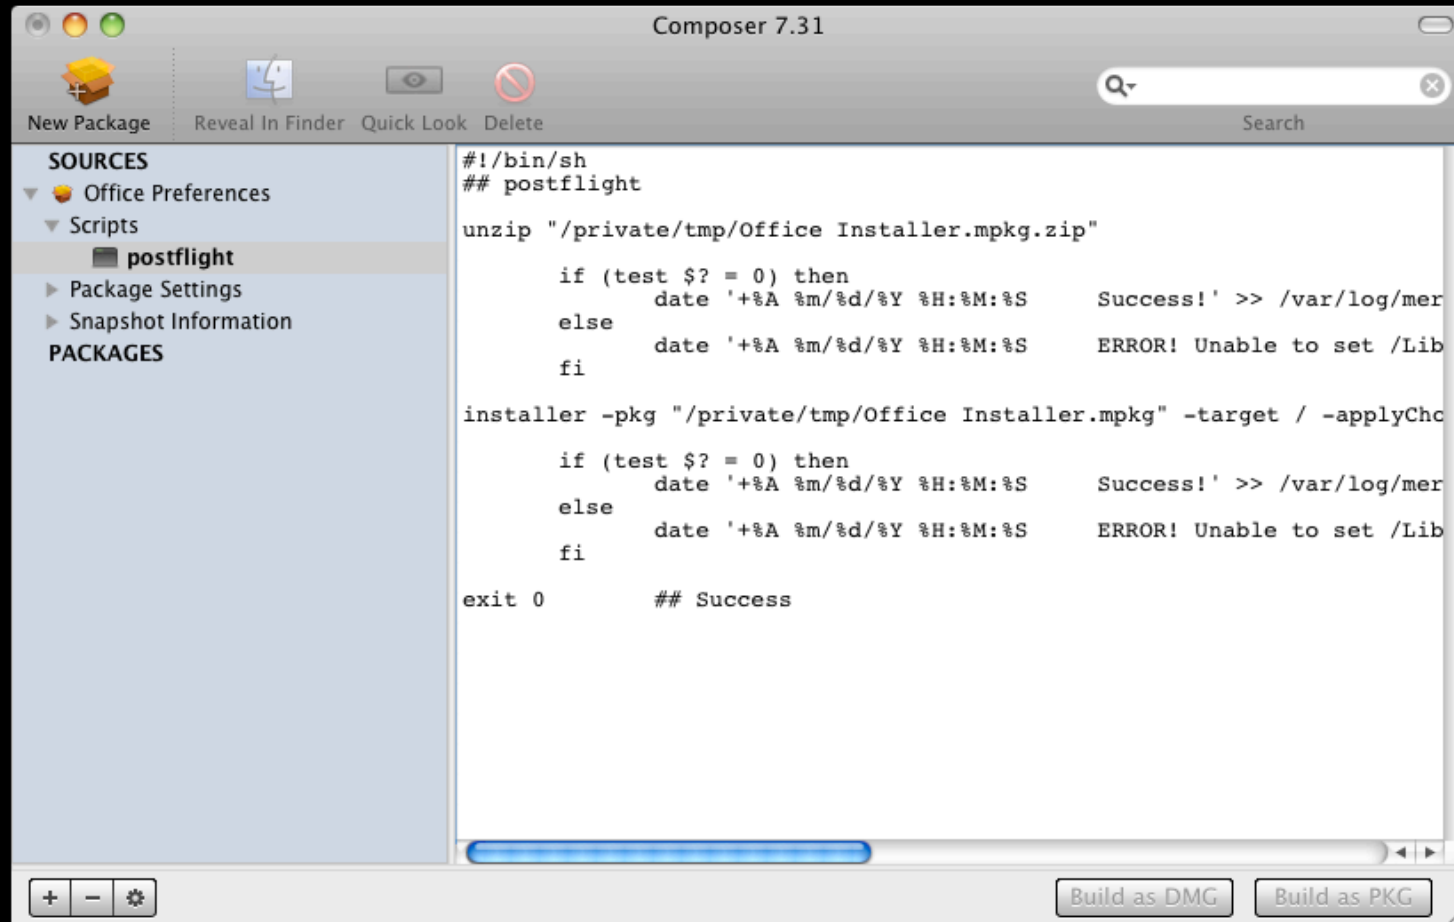 Composer 7.31
New Package
Reveal In Finder
Quick Look
Delete
Search
SOURCES
Office Preferences
Scripts
postflight
Package Settings
Snapshot Information
PACKAGES
#!/bin/sh
## postflight
unzip "/private/tmp/Office Installer.mpkg.zip"
if (test $? = 0) then
date '+%A %m/%d/%Y %H:%M:%S Success!' >> /var/log/mer
else
date '+%A %m/%d/%Y %H:%M:%S ERROR! Unable to set /Lib
fi
installer -pkg "/private/tmp/Office Installer.mpkg" -target / -applyChc
if (test $? = 0) then
date '+%A %m/%d/%Y %H:%M:%S Success!' >> /var/log/mer
else
date '+%A %m/%d/%Y %H:%M:%S ERROR! Unable to set /Lib
fi
exit 0 ## Success
Build as DMG
Build as PKG